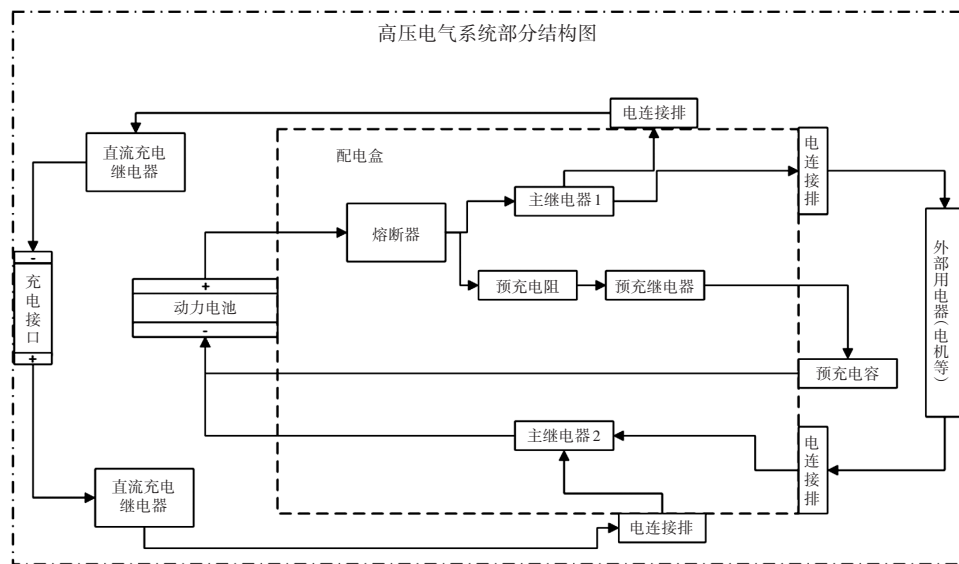 高压电气系统部分结构图
电连接排
直流充电
继电器
配电盒
电连接排
主继电器1
熔断器
外部用电器(电机等)
-
充电接口
+
+
动力电池
-
预充电阻
预充继电器
预充电容
主继电器2
电连接排
直流充电
继电器
电连接排